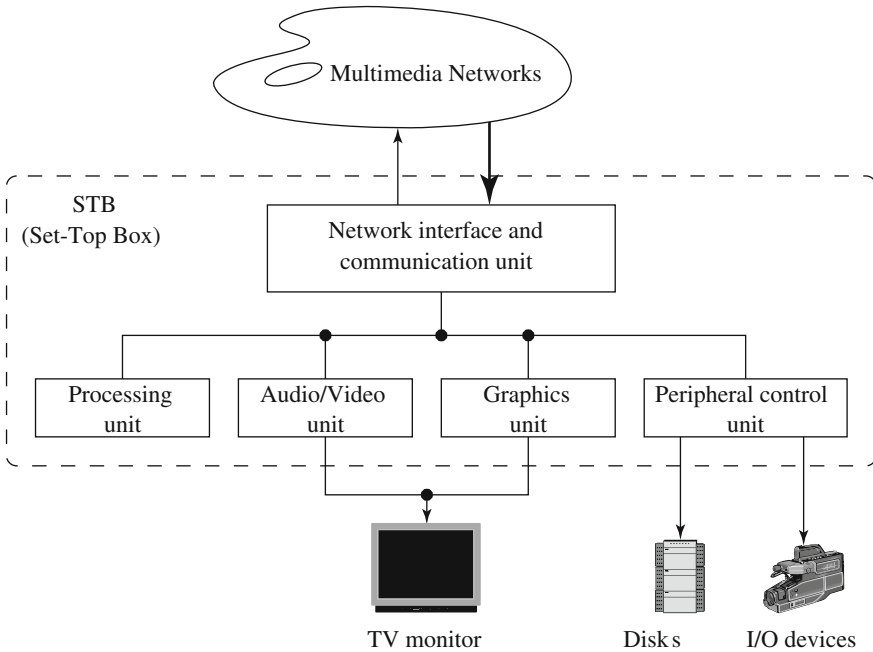 Multimedia Networks
STB
(Set-Top Box)
Network interface and
communication unit
Processing
unit
Audio/Video
unit
Graphics
unit
Peripheral control
unit
TV monitor
Disks
I/O devices